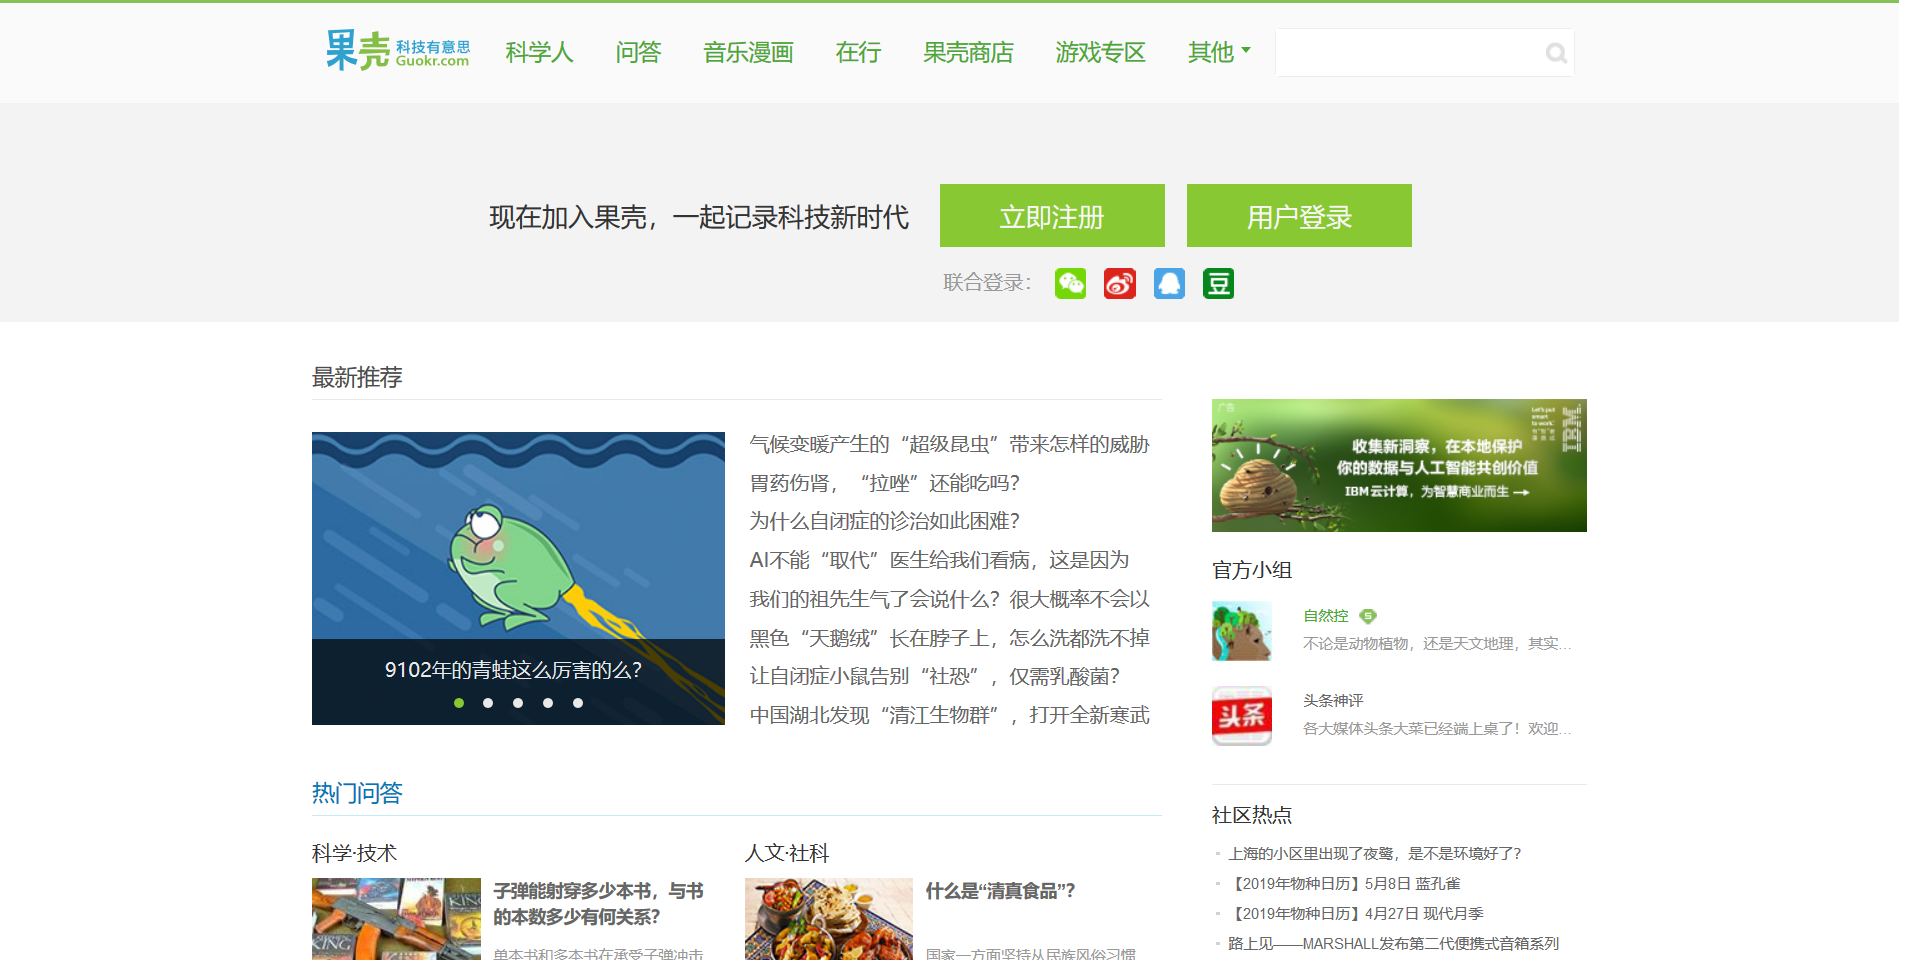 果壳 科技有意思
Guokr.com
科学人 问答 音乐漫画 在行 果壳商店 游戏专区 其他
现在加入果壳，一起记录科技新时代 立即注册 用户登录
联合登录：
豆
最新推荐
9102年的青蛙这么厉害的么？
气候变暖产生的“超级昆虫”带来怎样的威胁
胃药伤肾，“拉唑”还能吃吗？
为什么自闭症的诊治如此困难？
AI不能“取代”医生给我们看病，这是因为
我们的祖先生气了会说什么？很大概率不会以
黑色“天鹅绒”长在脖子上，怎么洗都洗不掉
让自闭症小鼠告别“社恐”，仅需乳酸菌？
中国湖北发现“清江生物群”，打开全新寒武
热门问答
科学·技术
KING
KING
子弹能射穿多少本书，与书
的本数多少有何关系？
单本书和多本书在承受子弹冲击
人文·社科
什么是“清真食品”？
国家一方面坚持从民族风俗习惯
广告
Let's put
smart
to work.
IBM
收集新洞察，在本地保护
你的数据与人工智能共创价值
IBM云计算，为智慧商业而生
官方小组
自然控 5
不论是动物植物，还是天文地理，其实...
头条
头条神评
各大媒体头条大菜已经端上桌了！欢迎...
社区热点
上海的小区里出现了夜鹭，是不是环境好了？
【2019年物种日历】5月8日 蓝孔雀
【2019年物种日历】4月27日 现代月季
路上见——MARSHALL发布第二代便携式音箱系列